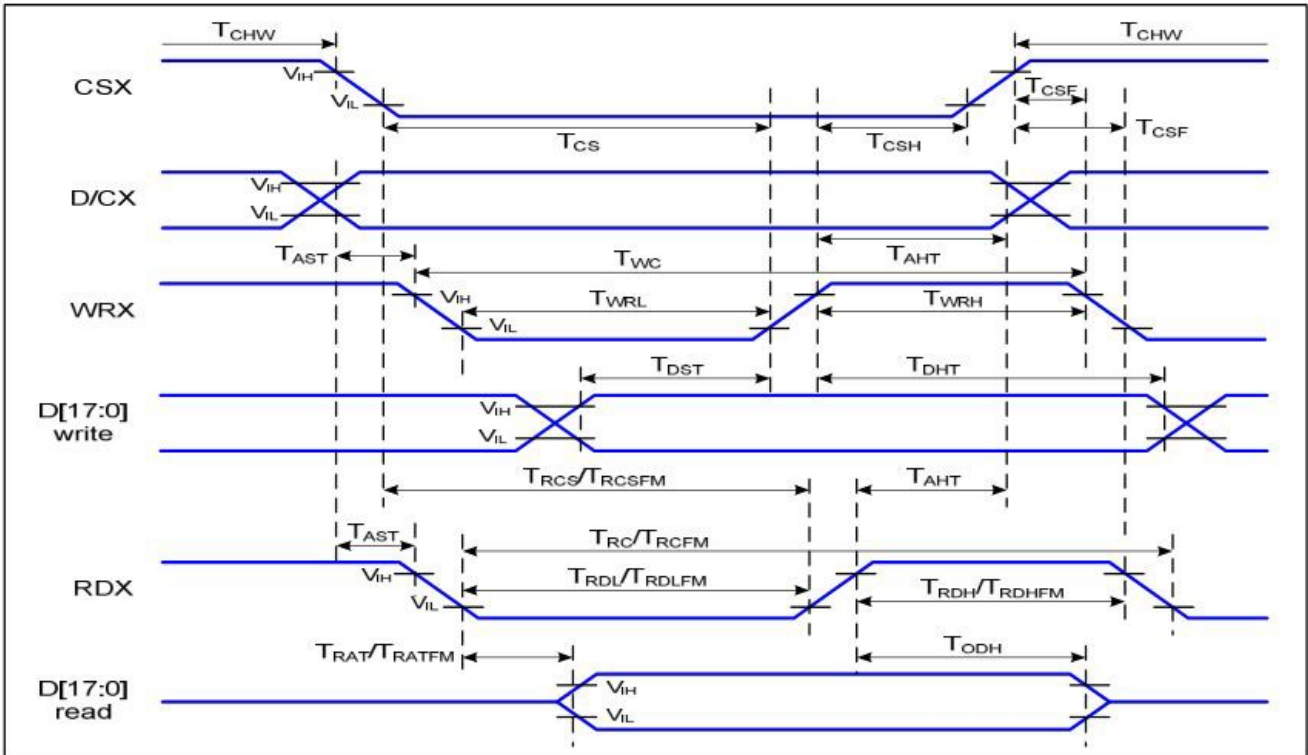 TCHW TCHW
CSX VIH TCSF
VIL TCSF
TCS TCSH
D/CX VIH
VIL
TAST TWC TAHT
WRX VIH TWRL TWRH
VIL
TDST TDHT
D[17:0] VIH
write VIL
TRCS/TRCSFM TAHT
TAST TRC/TRCFM
RDX VIH TRDL/TRDLFM TRDH/TRDHFM
VIL
TRAT/TRATFM TODH
D[17:0] VIH
read VIL